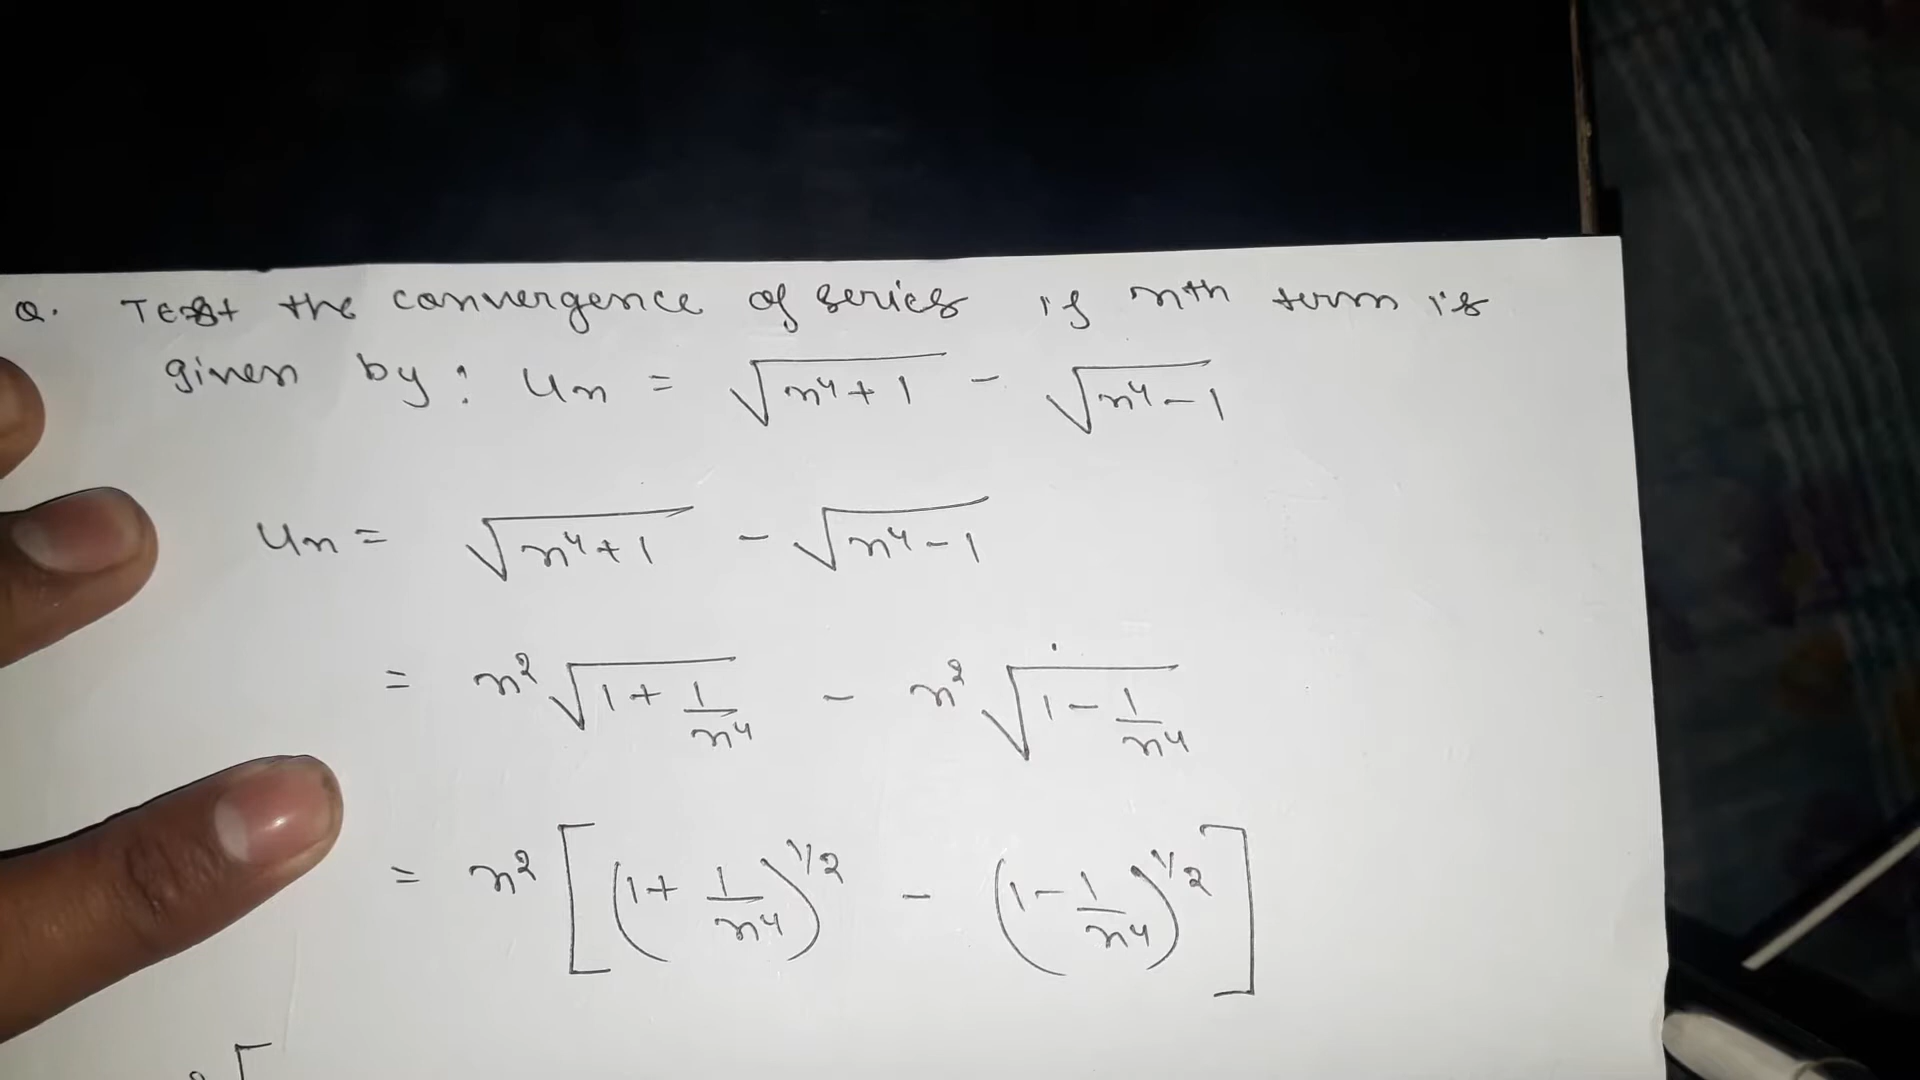 Q. Test the convergence of series if nth term is
given by: Un = √(n⁴+1) - √(n⁴-1)
Un = √(n⁴+1) - √(n⁴-1)
= n² √(1 + 1/n⁴) - n² √(1 - 1/n⁴)
= n² [(1 + 1/n⁴)^1/2 - (1 - 1/n⁴)^1/2]